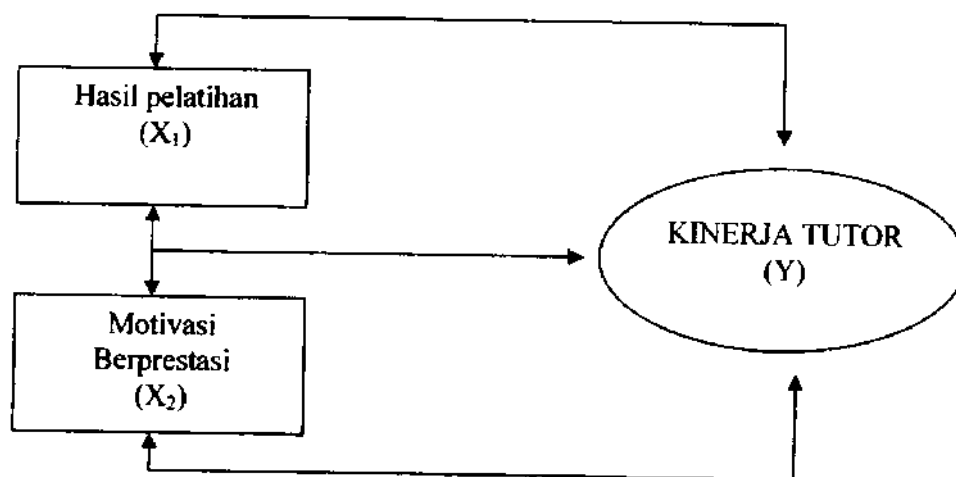 Hasil pelatihan
(X₁)
KINERJA TUTOR
(Y)
Motivasi
Berprestasi
(X₂)